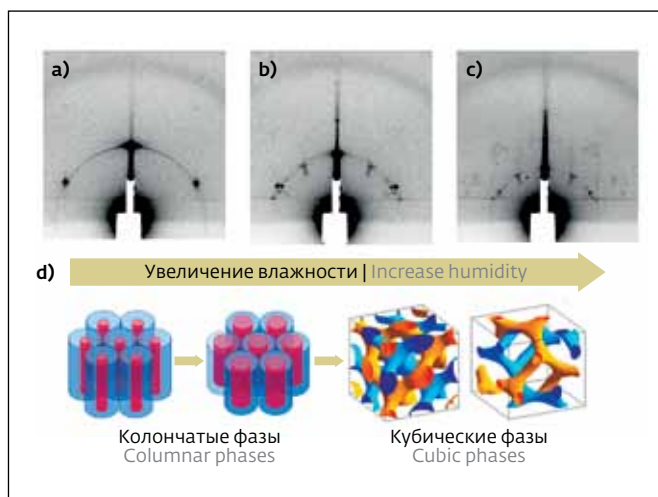 a)
b)
c)
d)
Увеличение влажности | Increase humidity
Колончатые фазы
Columnar phases
Кубические фазы
Cubic phases